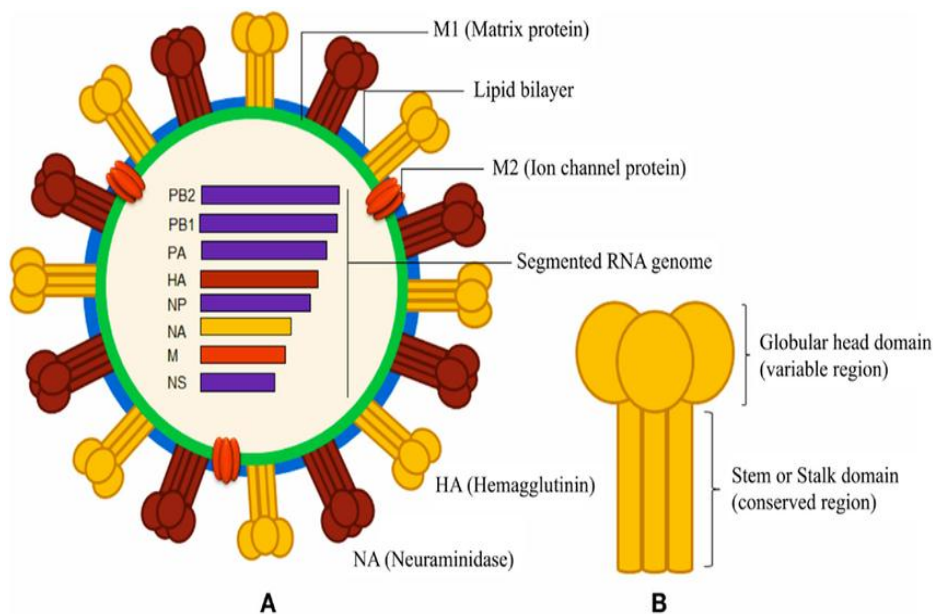 M1 (Matrix protein)
Lipid bilayer
M2 (Ion channel protein)
PB2
PB1
PA
HA
NP
NA
M
NS
Segmented RNA genome
HA (Hemagglutinin)
NA (Neuraminidase)
A
Globular head domain
(variable region)
Stem or Stalk domain
(conserved region)
B